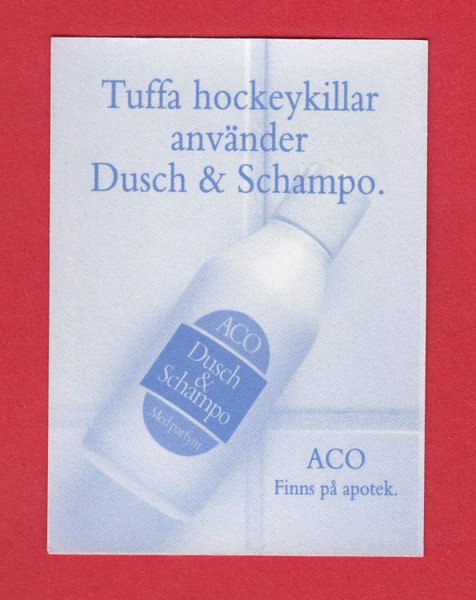 Tuffa hockeykillar
använder
Dusch & Schampo.
ACO
Dusch
&
Schampo
Med parfym
ACO
Finns på apotek.